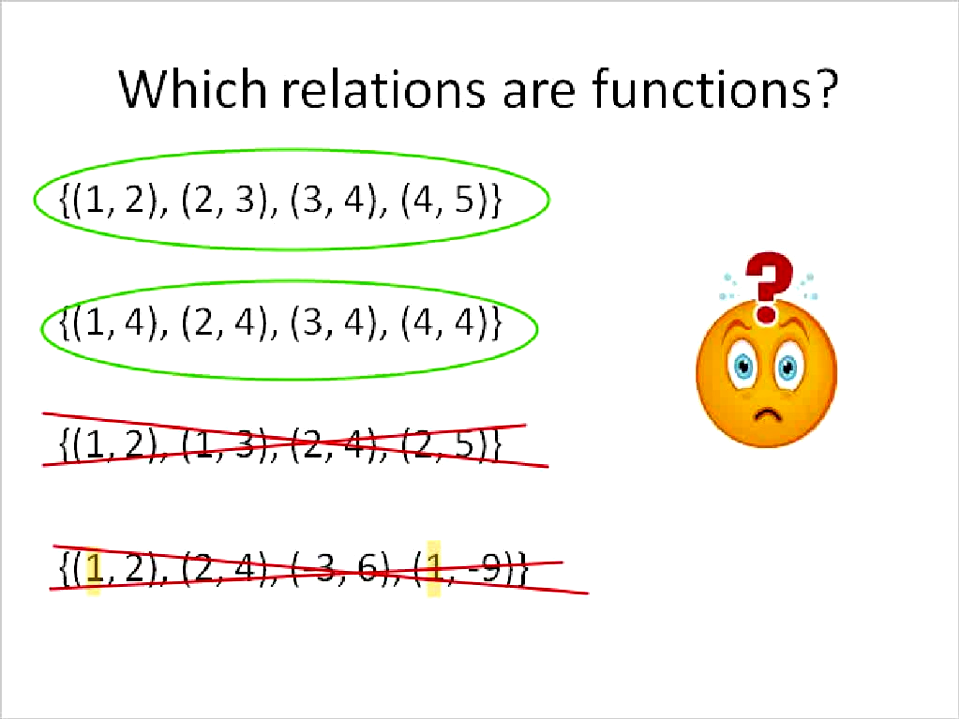 Which relations are functions?
{(1, 2), (2, 3), (3, 4), (4, 5)}
{(1, 4), (2, 4), (3, 4), (4, 4)}
{(1, 2), (1, 3), (2, 4), (2, 5)}
{(1, 2), (2, 4), (-3, 6), (1, -9)}
?